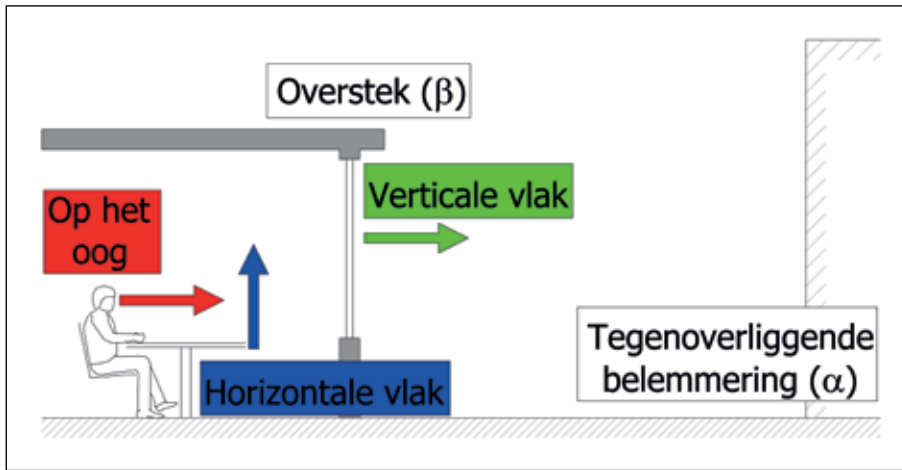 Overstek (β)
Verticale vlak
Op het
oog
Tegenoverliggende
belemmering (α)
Horizontale vlak